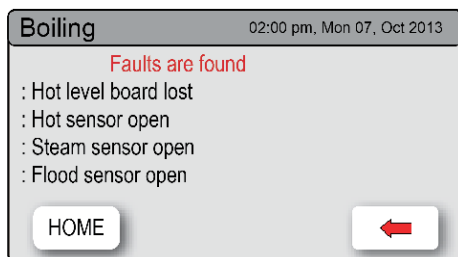 Boiling 02:00 pm, Mon 07, Oct 2013
Faults are found
: Hot level board lost
: Hot sensor open
: Steam sensor open
: Flood sensor open
HOME